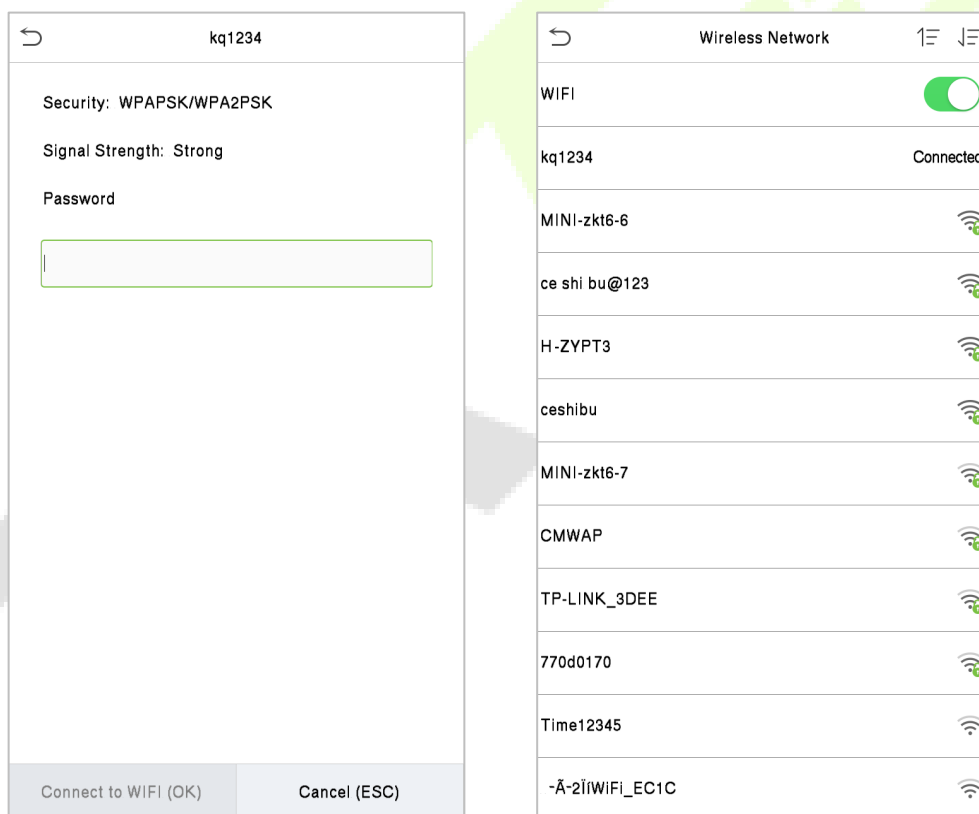 kq1234
Security: WPAPSK/WPA2PSK
Signal Strength: Strong
Password
Connect to WIFI (OK)
Cancel (ESC)
Wireless Network
WIFI
kq1234
Connected
MINI-zkt6-6
ce shi bu@123
H-ZYPT3
ceshibu
MINI-zkt6-7
CMWAP
TP-LINK_3DEE
770d0170
Time12345
-Ã-2ÏíWiFi_EC1C